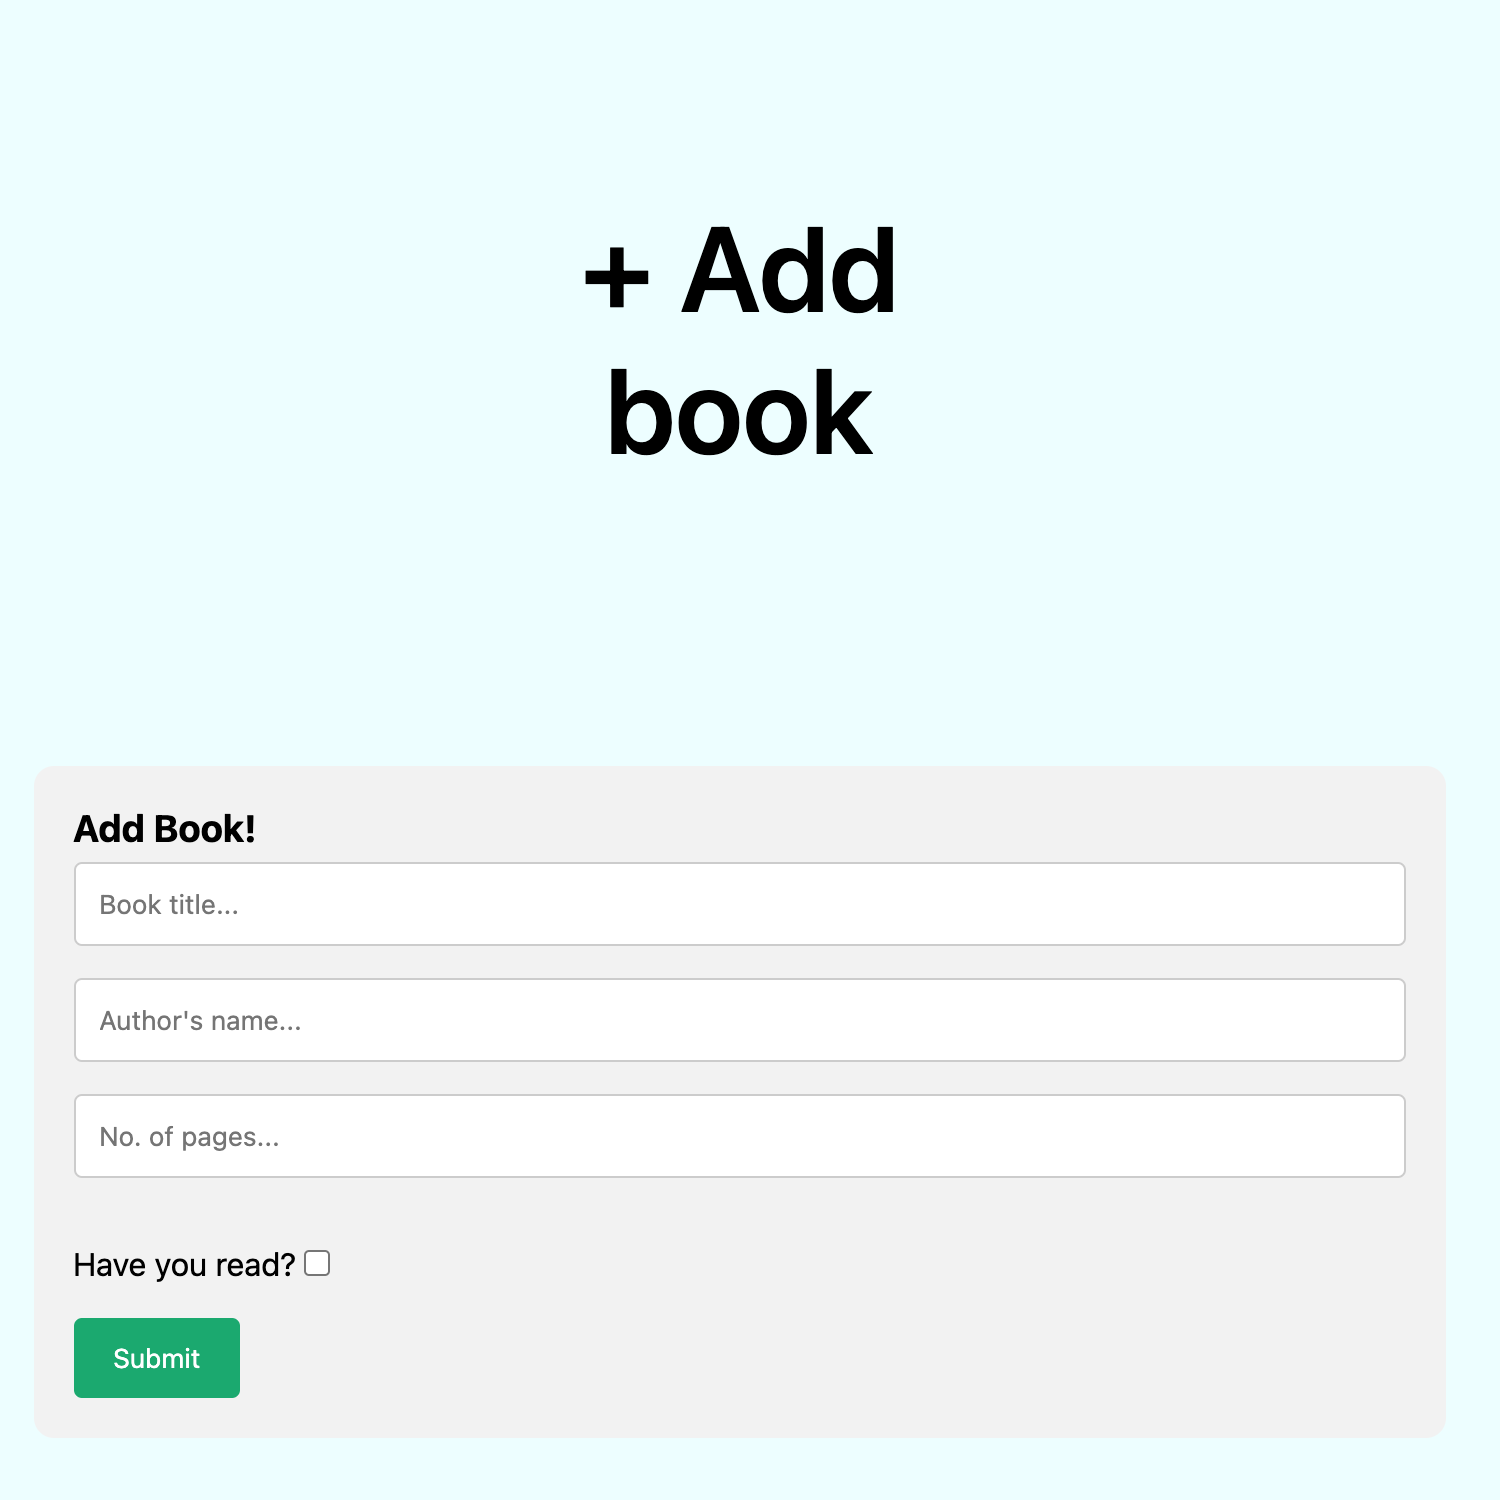 + Add
book
Add Book!
Book title...
Author's name...
No. of pages...
Have you read?
Submit